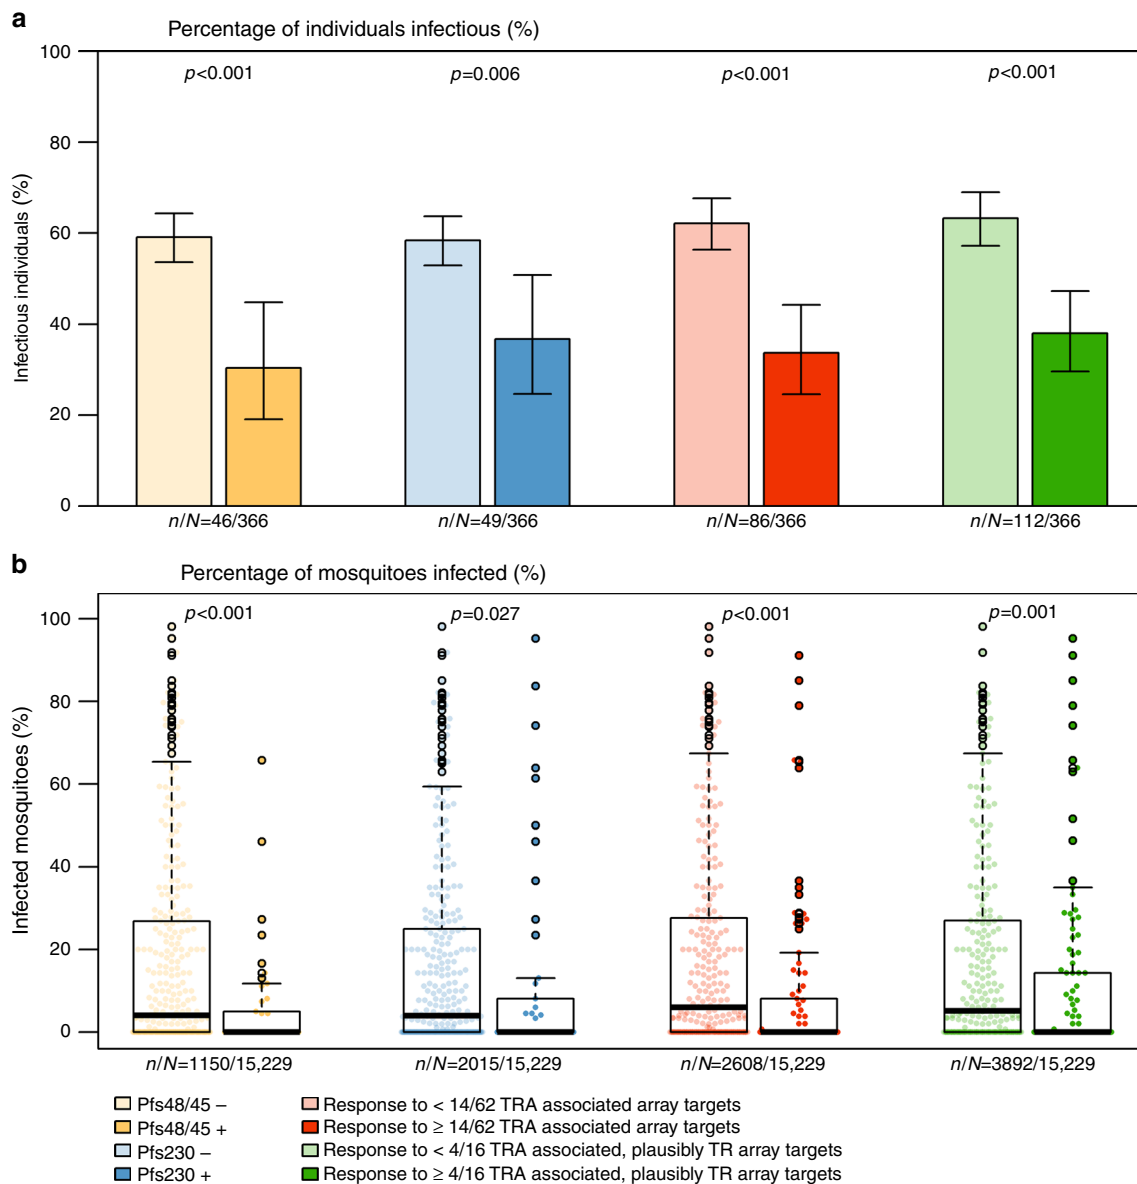 a
Percentage of individuals infectious (%)
100
80
60
40
20
0
Infectious individuals (%)
p<0.001
p=0.006
p<0.001
p<0.001
n/N=46/366
n/N=49/366
n/N=86/366
n/N=112/366
b
Percentage of mosquitoes infected (%)
100
80
60
40
20
0
Infected mosquitoes (%)
p<0.001
p=0.027
p<0.001
p=0.001
n/N=1150/15,229
n/N=2015/15,229
n/N=2608/15,229
n/N=3892/15,229
Pfs48/45 –
Pfs48/45 +
Pfs230 –
Pfs230 +
Response to < 14/62 TRA associated array targets
Response to ≥ 14/62 TRA associated array targets
Response to < 4/16 TRA associated, plausibly TR array targets
Response to ≥ 4/16 TRA associated, plausibly TR array targets